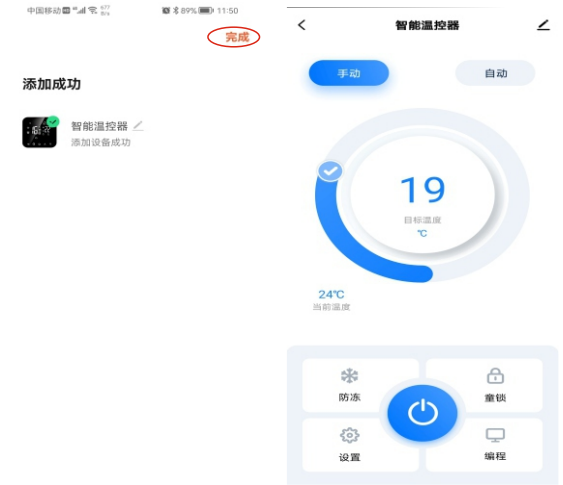 中国移动 677 B/s 89% 11:50
完成
添加成功
智能温控器
添加设备成功
智能温控器
手动 自动
19
目标温度
℃
24℃
当前温度
防冻 童锁
设置 编程